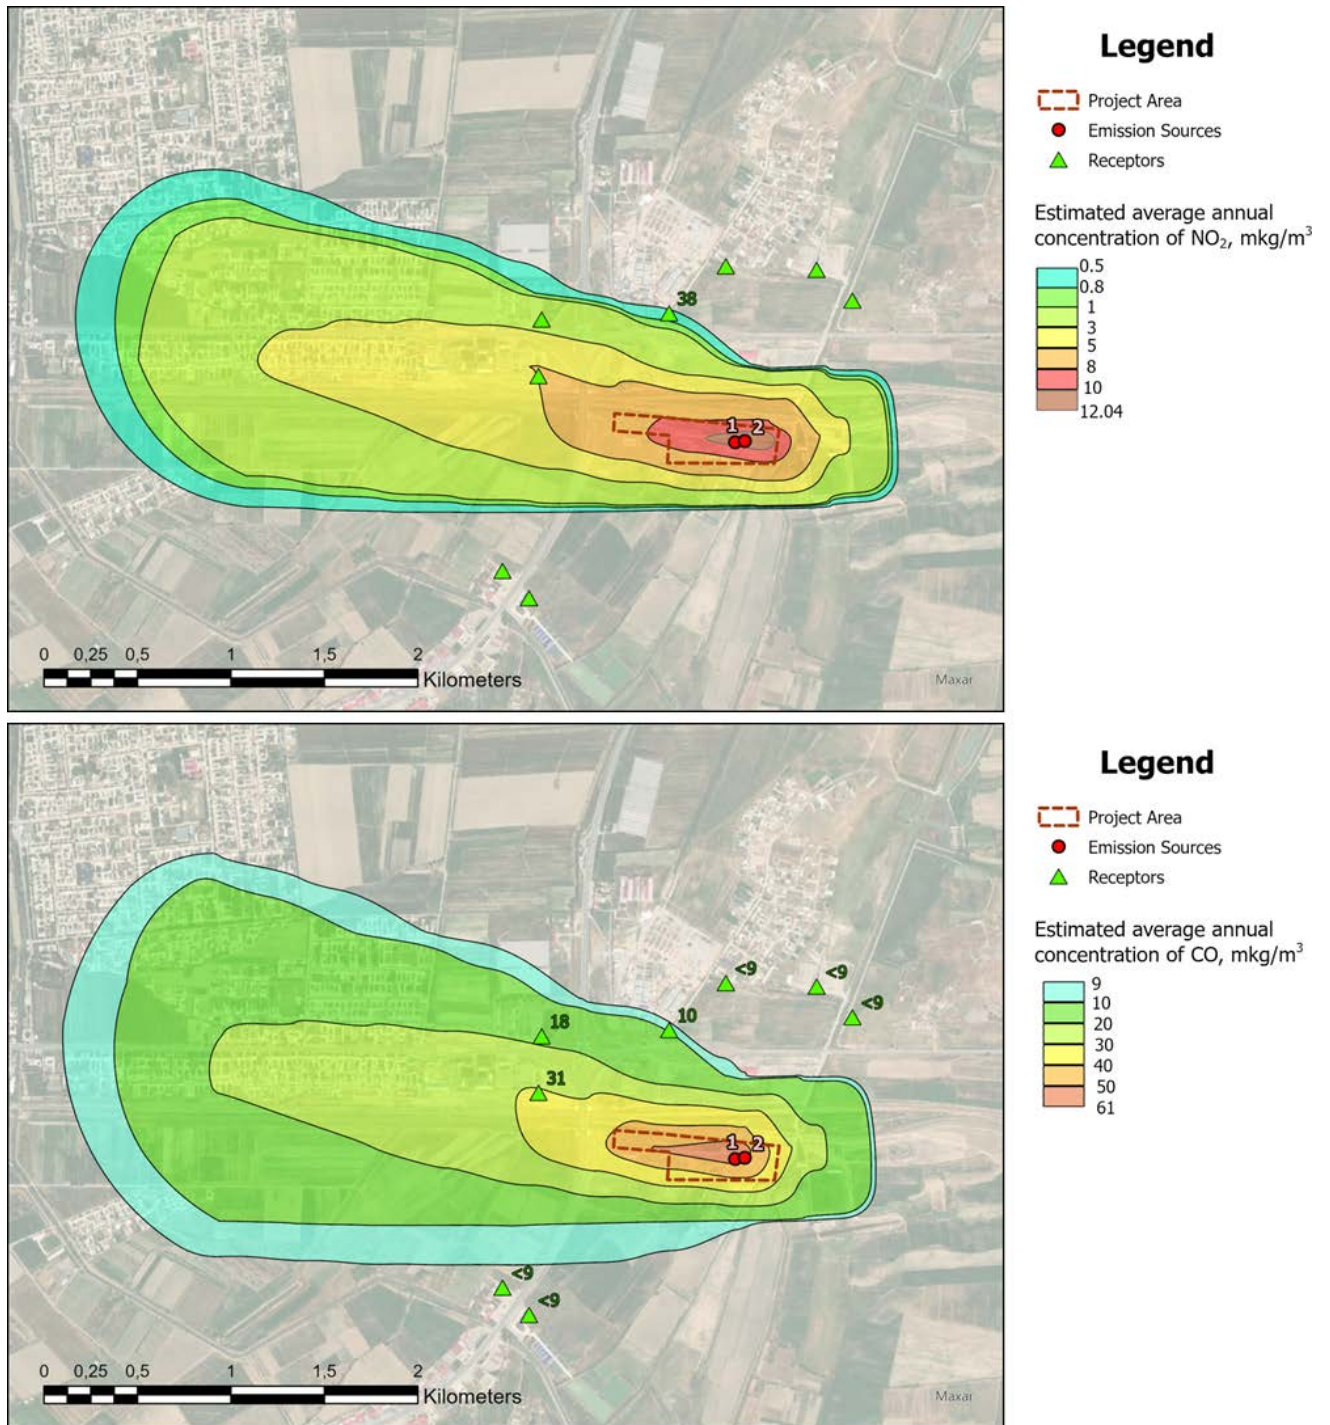 Legend
Project Area
Emission Sources
Receptors
Estimated average annual
concentration of NO₂, mkg/m³
0.5
0.8
1
3
5
8
10
12.04
38
1 2
0 0,25 0,5 1 1,5 2
Kilometers
Maxar
Legend
Project Area
Emission Sources
Receptors
Estimated average annual
concentration of CO, mkg/m³
9
10
20
30
40
50
61
<9
<9
<9
18
10
31
1 2
<9
<9
0 0,25 0,5 1 1,5 2
Kilometers
Maxar